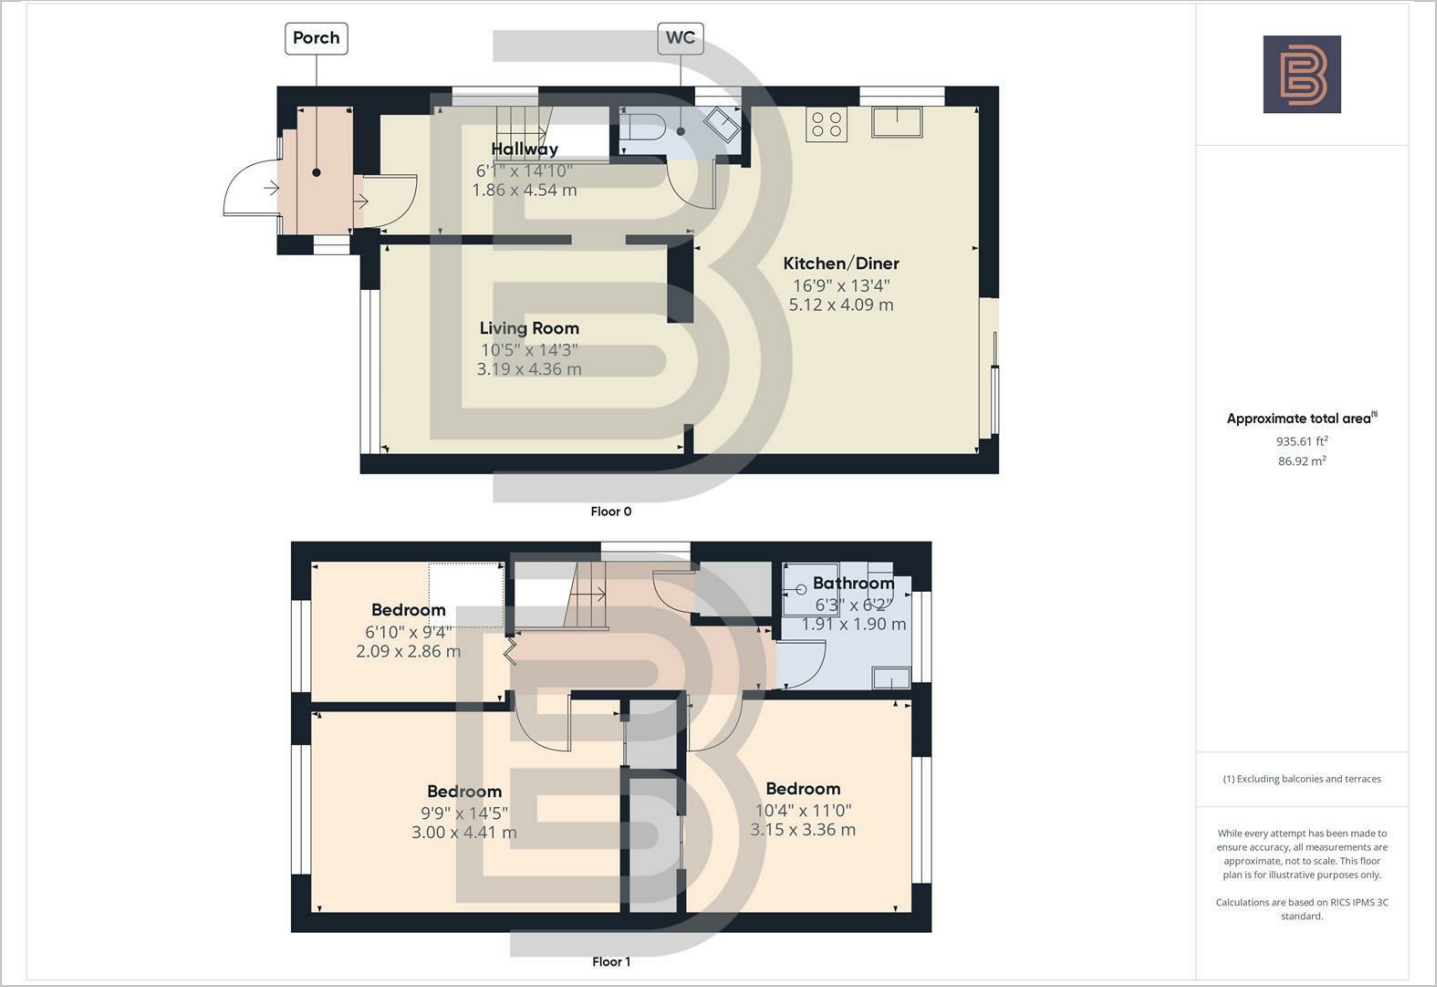 Porch
WC
Hallway
6'1" x 14'10"
1.86 x 4.54 m
Kitchen/Diner
16'9" x 13'4"
5.12 x 4.09 m
Living Room
10'5" x 14'3"
3.19 x 4.36 m
Floor 0
Bedroom
6'10" x 9'4"
2.09 x 2.86 m
Bathroom
6'3" x 6'2"
1.91 x 1.90 m
Bedroom
9'9" x 14'5"
3.00 x 4.41 m
Bedroom
10'4" x 11'0"
3.15 x 3.36 m
Floor 1
B
Approximate total area⁽¹⁾
935.61 ft²
86.92 m²
(1) Excluding balconies and terraces
While every attempt has been made to
ensure accuracy, all measurements are
approximate, not to scale. This floor
plan is for illustrative purposes only.
Calculations are based on RICS IPMS 3C
standard.